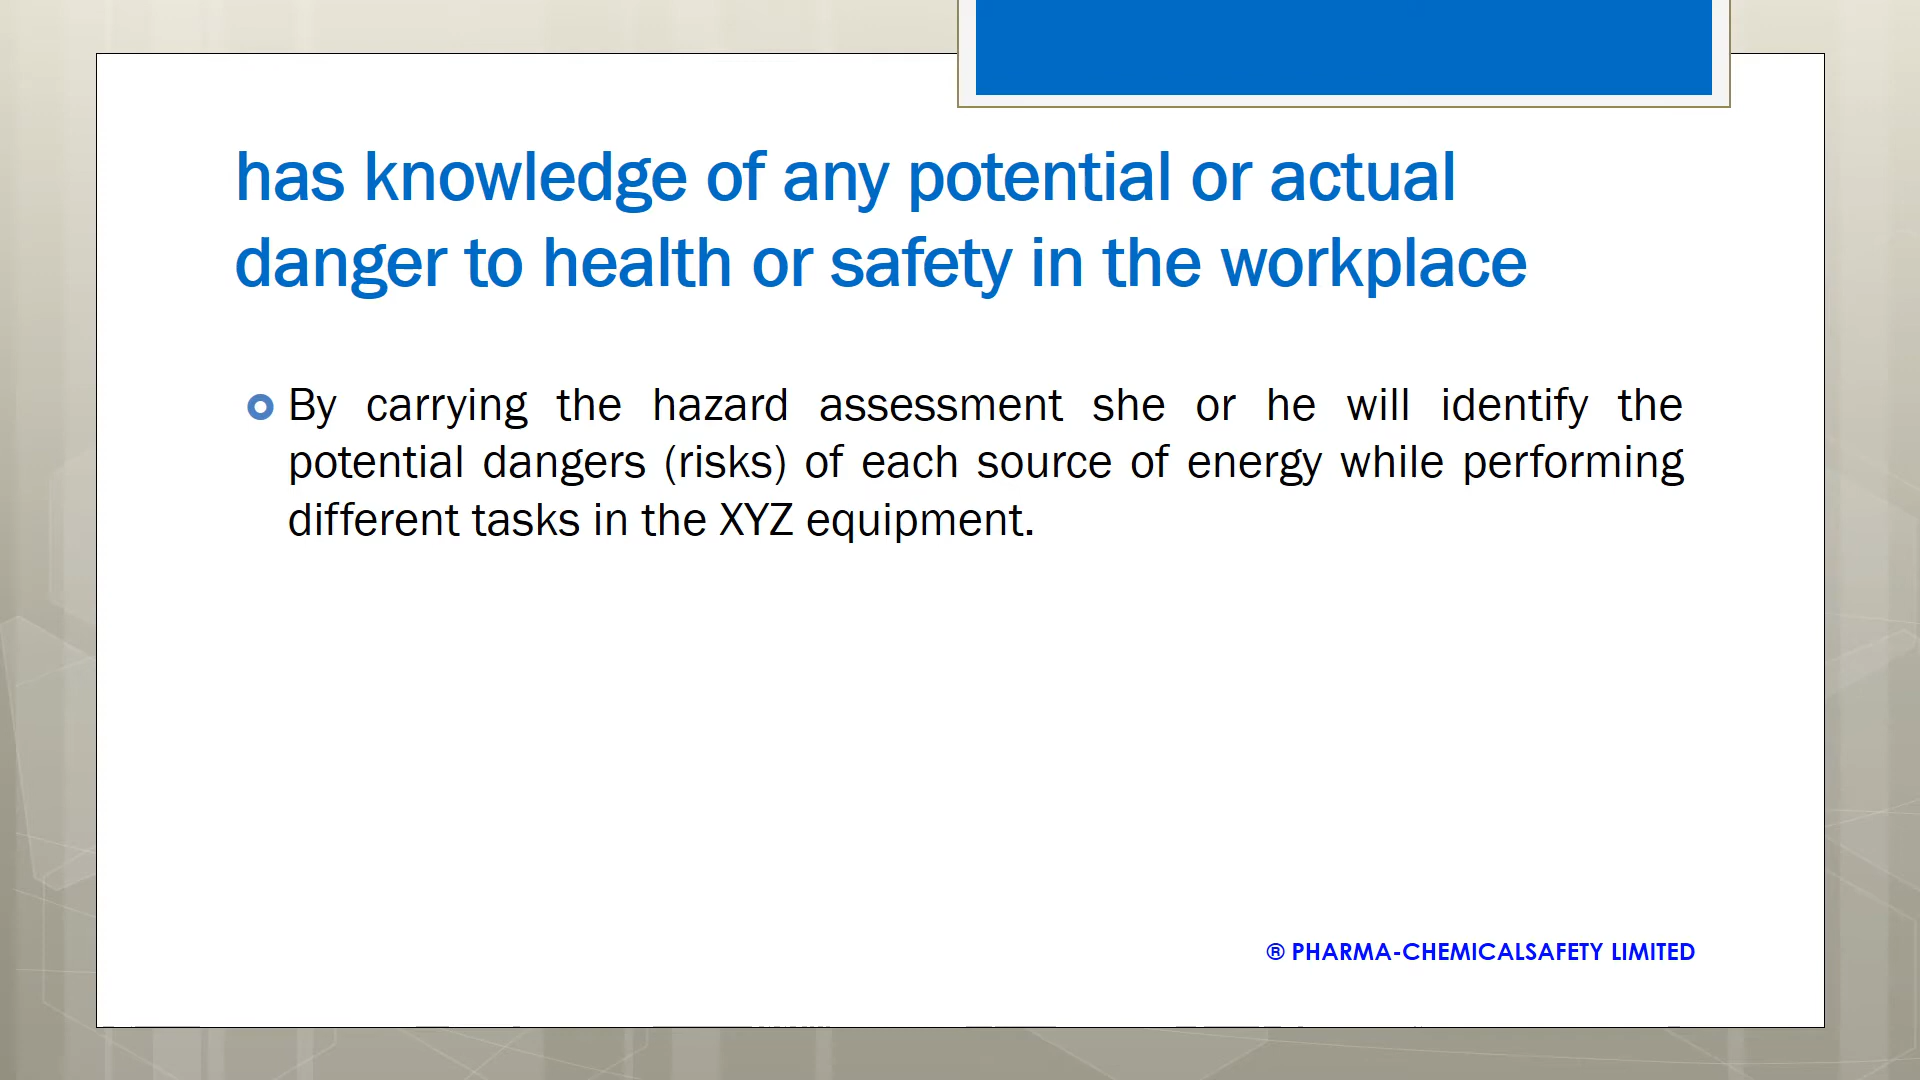 has knowledge of any potential or actual
danger to health or safety in the workplace
By carrying the hazard assessment she or he will identify the
potential dangers (risks) of each source of energy while performing
different tasks in the XYZ equipment.
® PHARMA-CHEMICALSAFETY LIMITED